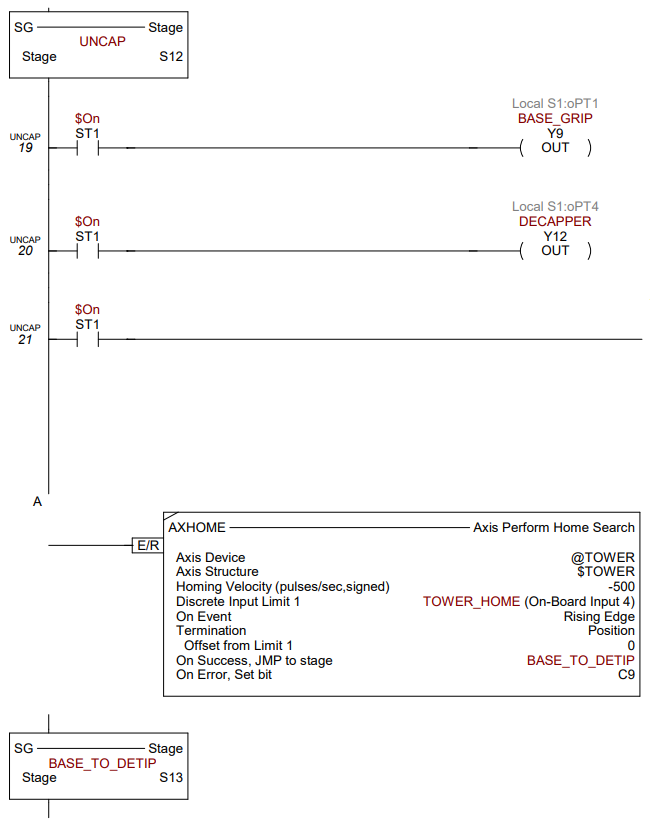 SG Stage
UNCAP
Stage S12
Local S1:oPT1
$On BASE_GRIP
UNCAP ST1 Y9
19 ( OUT )
Local S1:oPT4
$On DECAPPER
UNCAP ST1 Y12
20 ( OUT )
$On
UNCAP ST1
21
A
AXHOME Axis Perform Home Search
E/R
Axis Device @TOWER
Axis Structure $TOWER
Homing Velocity (pulses/sec,signed) -500
Discrete Input Limit 1 TOWER_HOME (On-Board Input 4)
On Event Rising Edge
Termination Position
Offset from Limit 1 0
On Success, JMP to stage BASE_TO_DETIP
On Error, Set bit C9
SG Stage
BASE_TO_DETIP
Stage S13